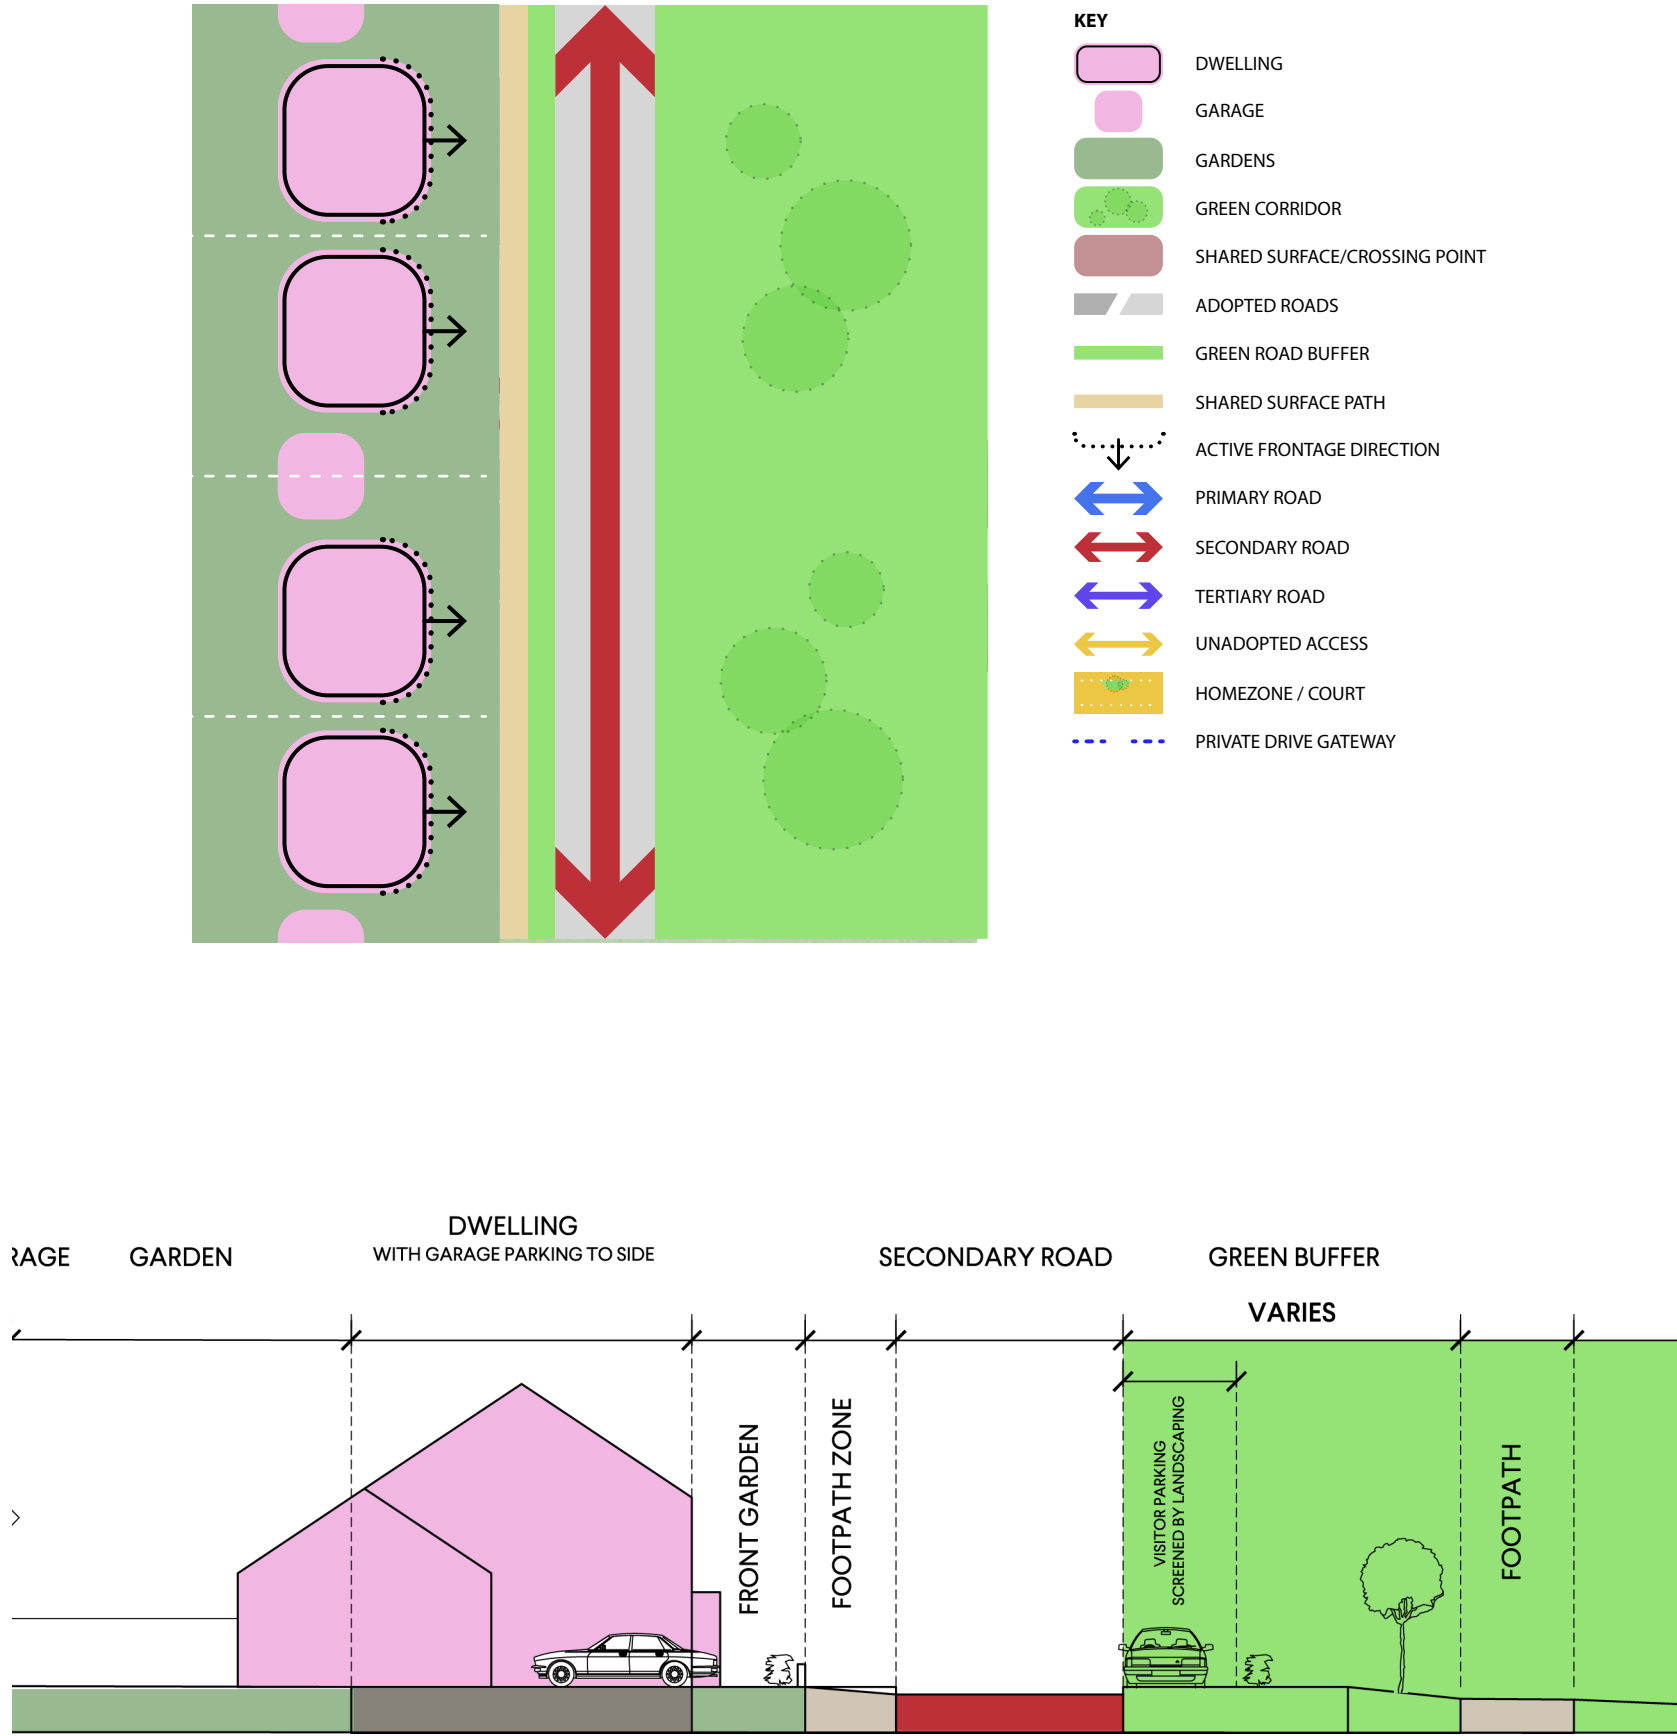 KEY
DWELLING
GARAGE
GARDENS
GREEN CORRIDOR
SHARED SURFACE/CROSSING POINT
ADOPTED ROADS
GREEN ROAD BUFFER
SHARED SURFACE PATH
ACTIVE FRONTAGE DIRECTION
PRIMARY ROAD
SECONDARY ROAD
TERTIARY ROAD
UNADOPTED ACCESS
HOMEZONE / COURT
PRIVATE DRIVE GATEWAY
RAGE
GARDEN
DWELLING
WITH GARAGE PARKING TO SIDE
SECONDARY ROAD
GREEN BUFFER
VARIES
FRONT GARDEN
FOOTPATH ZONE
VISITOR PARKING
SCREENED BY LANDSCAPING
FOOTPATH